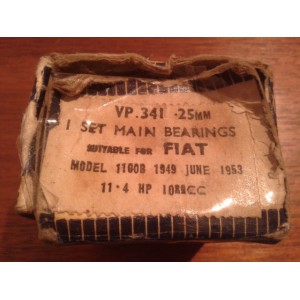 VP.341 .25MM
1 SET MAIN BEARINGS
SUITABLE FOR FIAT
MODEL 1100B 1949 JUNE 1953
11.4 HP 1089CC